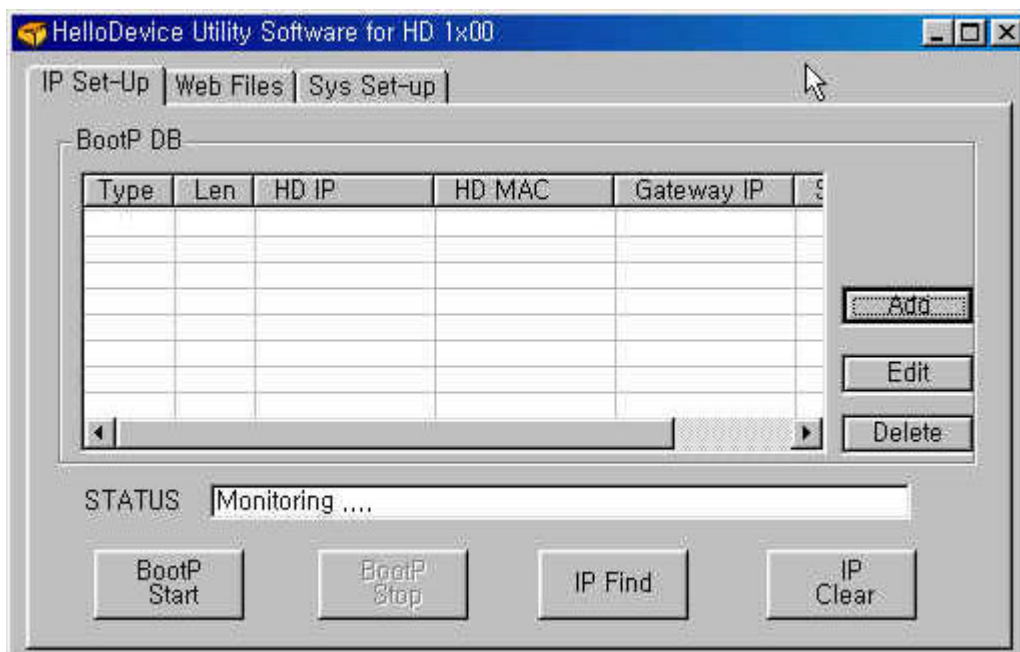 HelloDevice Utility Software for HD 1x00
IP Set-Up Web Files Sys Set-up
BootP DB
Type Len HD IP HD MAC Gateway IP
Add
Edit
Delete
STATUS Monitoring ....
BootP Start
BootP Stop
IP Find
IP Clear